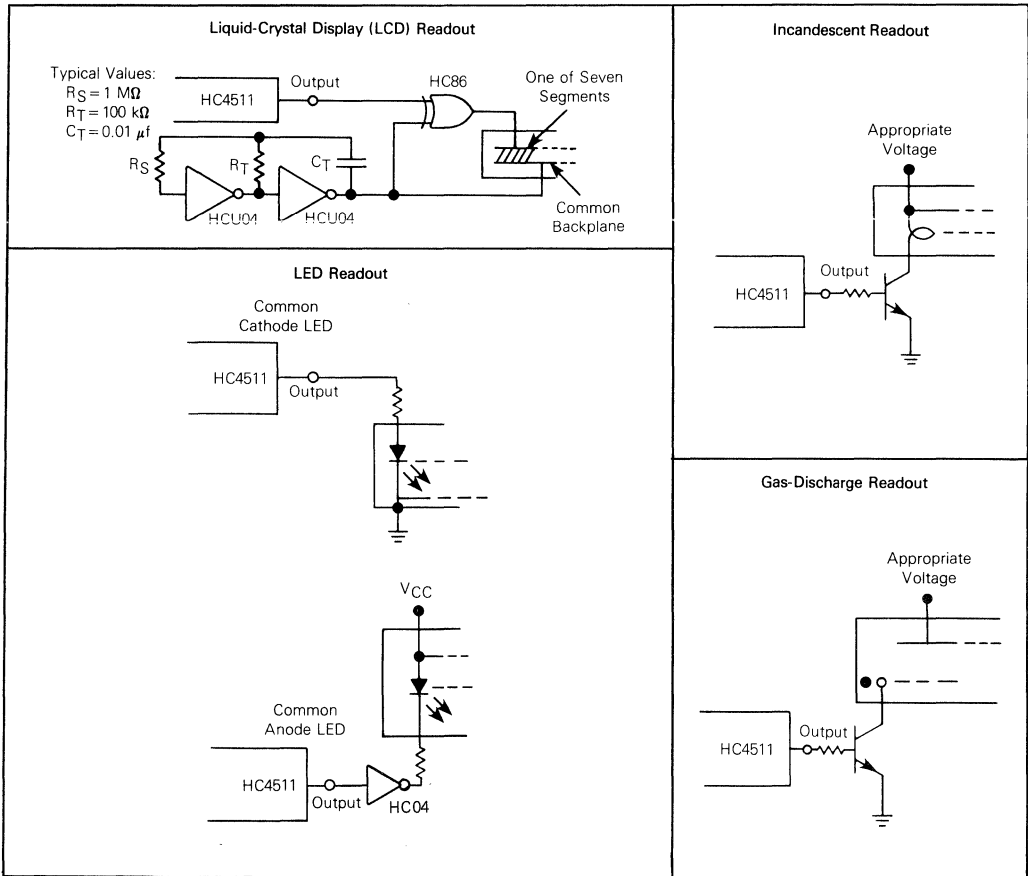 Liquid-Crystal Display (LCD) Readout
Typical Values:
RS = 1 MΩ
RT = 100 kΩ
CT = 0.01 μf
HC4511
Output
HC86
One of Seven
Segments
RS
RT
CT
HCU04
HCU04
Common
Backplane
LED Readout
Common
Cathode LED
HC4511
Output
VCC
Common
Anode LED
HC4511
Output
HC04
Incandescent Readout
Appropriate
Voltage
Output
HC4511
Gas-Discharge Readout
Appropriate
Voltage
Output
HC4511